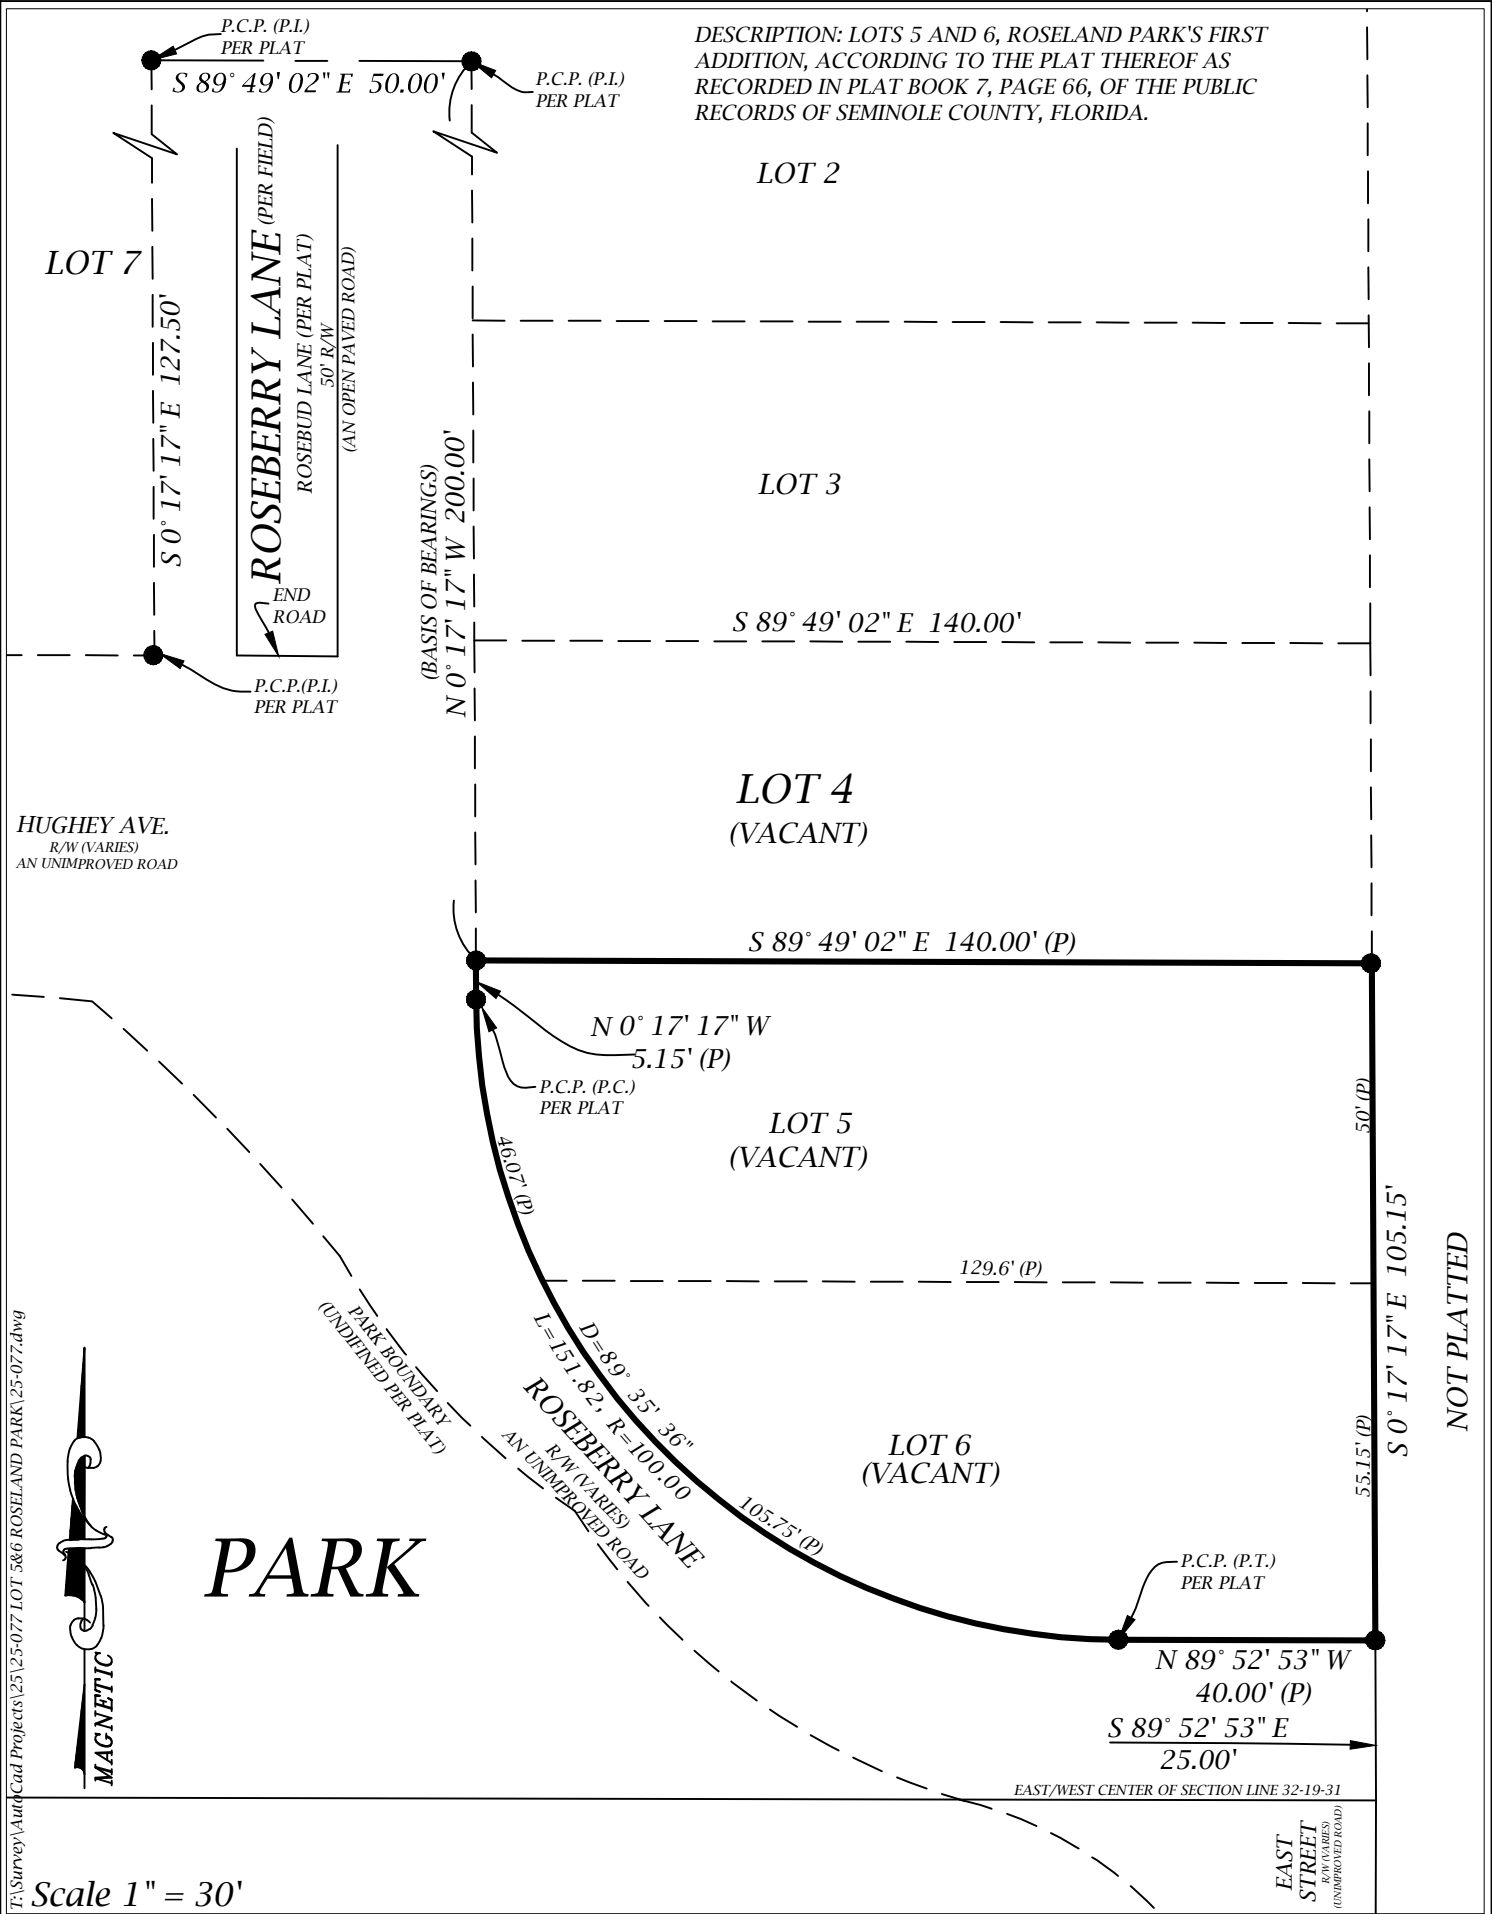 P.C.P. (P.I.)
PER PLAT
S 89° 49' 02" E 50.00'
P.C.P. (P.I.)
PER PLAT
DESCRIPTION: LOTS 5 AND 6, ROSELAND PARK'S FIRST
ADDITION, ACCORDING TO THE PLAT THEREOF AS
RECORDED IN PLAT BOOK 7, PAGE 66, OF THE PUBLIC
RECORDS OF SEMINOLE COUNTY, FLORIDA.
LOT 2
LOT 7
S 0° 17' 17" E 127.50'
ROSEBERRY LANE (PER FIELD)
ROSEBUD LANE (PER PLAT)
50' R/W
(AN OPEN PAVED ROAD)
END
ROAD
P.C.P.(P.I.)
PER PLAT
(BASIS OF BEARINGS)
N 0° 17' 17" W 200.00'
LOT 3
S 89° 49' 02" E 140.00'
LOT 4
(VACANT)
HUGHEY AVE.
R/W (VARIES)
AN UNIMPROVED ROAD
S 89° 49' 02" E 140.00' (P)
N 0° 17' 17" W
5.15' (P)
P.C.P. (P.C.)
PER PLAT
LOT 5
(VACANT)
50' (P)
46.07' (P)
129.6' (P)
S 0° 17' 17" E 105.15'
NOT PLATTED
PARK BOUNDARY
(UNDIFINED PER PLAT)
D=89° 35' 36"
L=151.82, R=100.00
ROSEBERRY LANE
R/W (VARIES)
AN UNIMPROVED ROAD
LOT 6
(VACANT)
55.15' (P)
105.75' (P)
PARK
P.C.P. (P.T.)
PER PLAT
N 89° 52' 53" W
40.00' (P)
S 89° 52' 53" E
25.00'
EAST/WEST CENTER OF SECTION LINE 32-19-31
EAST
STREET
R/W (VARIES)
(UNIMPROVED ROAD)
MAGNETIC
T:\Survey\AutoCad Projects\25\25-077 LOT 5&6 ROSELAND PARK\25-077.dwg
Scale 1" = 30'